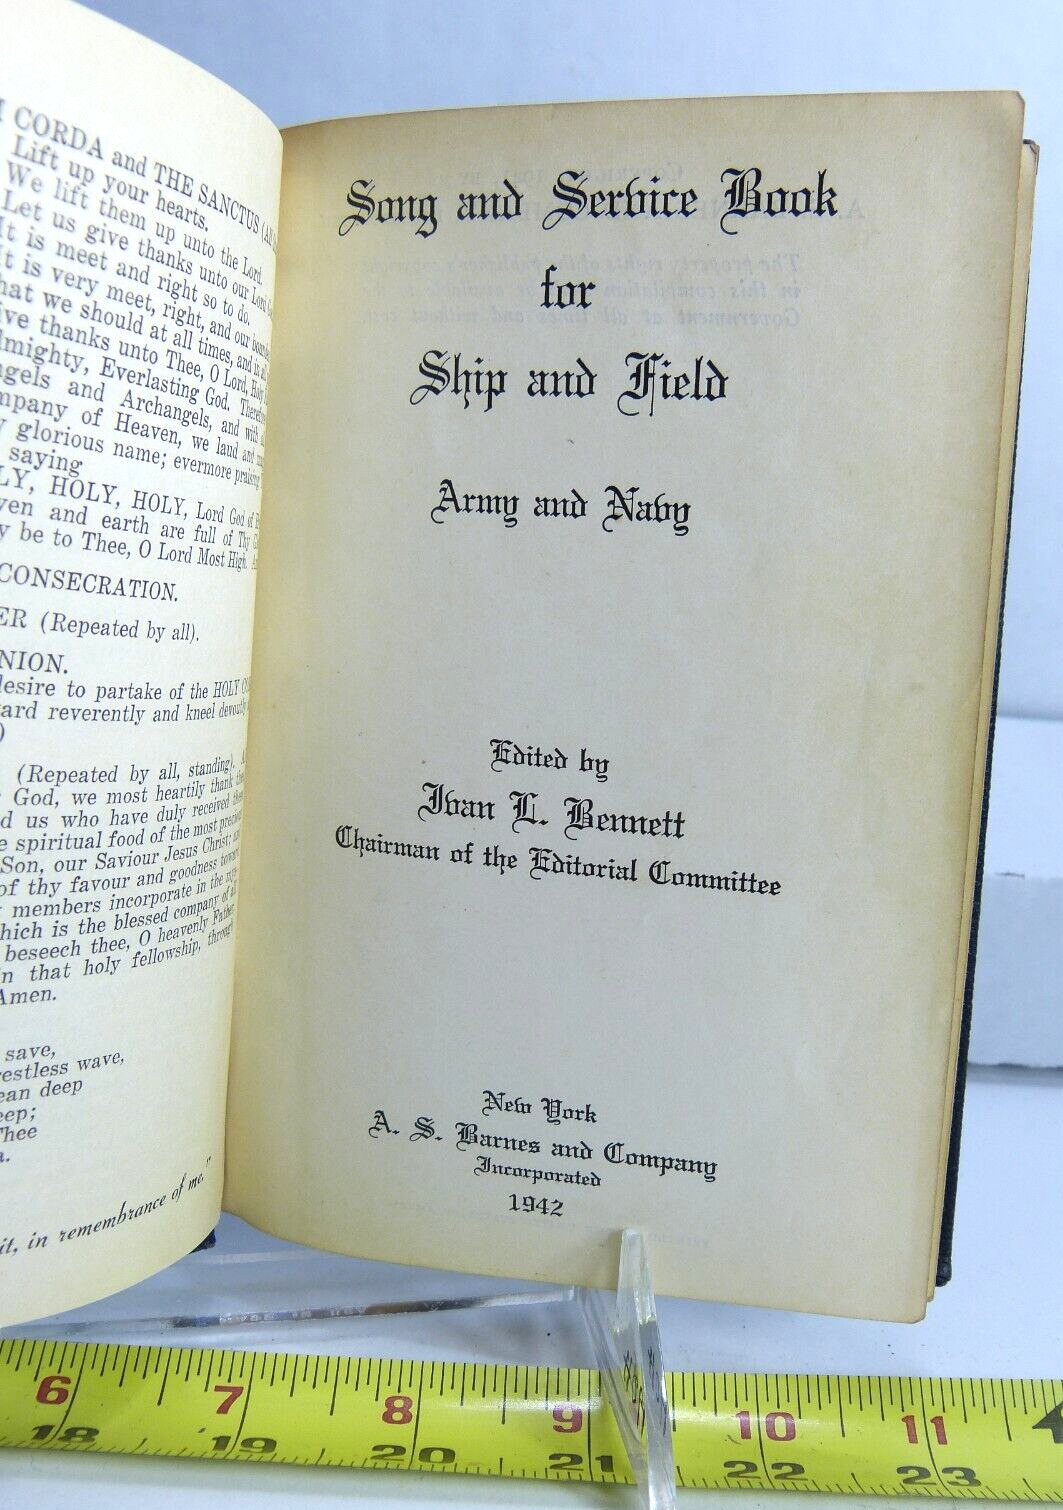 CORDA and THE SANCTUS
Lift up your hearts.
We lift them up unto the Lord.
Let us give thanks unto our Lord
It is meet and right so to do.
It is very meet, right, and our bounden
that we should at all times, and in all
give thanks unto Thee, O Lord, Holy
Almighty, Everlasting God. Therefore
Angels and Archangels, and with
company of Heaven, we laud and
glorious name; evermore praising
saying
HOLY, HOLY, HOLY, Lord God of
and earth are full of Thy
be to Thee, O Lord Most High.
CONSECRATION.
(Repeated by all).
desire to partake of the HOLY
reverently and kneel devoutly
)
(Repeated by all, standing).
God, we most heartily thank
us who have duly received
spiritual food of the most precious
Son, our Saviour Jesus Christ:
of thy favour and goodness
members incorporate in the
which is the blessed company of all
beseech thee, O heavenly Father,
in that holy fellowship, through
Amen.
save,
restless wave,
deep
Thee
it, in remembrance of me."
Song and Service Book
for
Ship and Field
Army and Navy
Edited by
Ivan L. Bennett
Chairman of the Editorial Committee
New York
A. S. Barnes and Company
Incorporated
1942
6 7 8 9 10 11
18 19 20 21 22 23